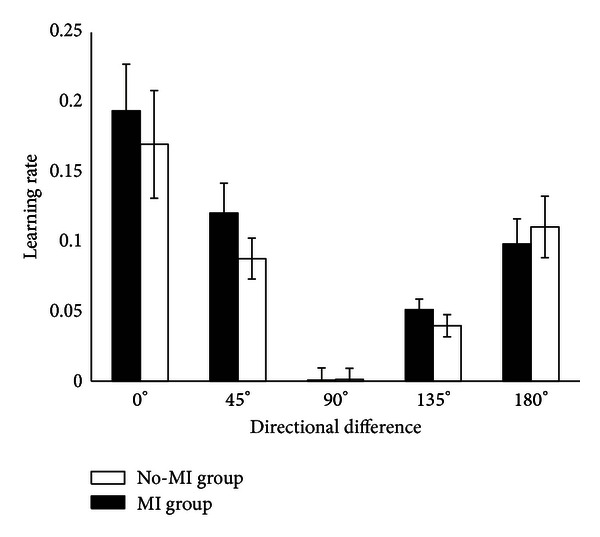 0.25
0.2
0.15
0.1
0.05
0
Learning rate
0° 45° 90° 135° 180°
Directional difference
No-MI group
MI group